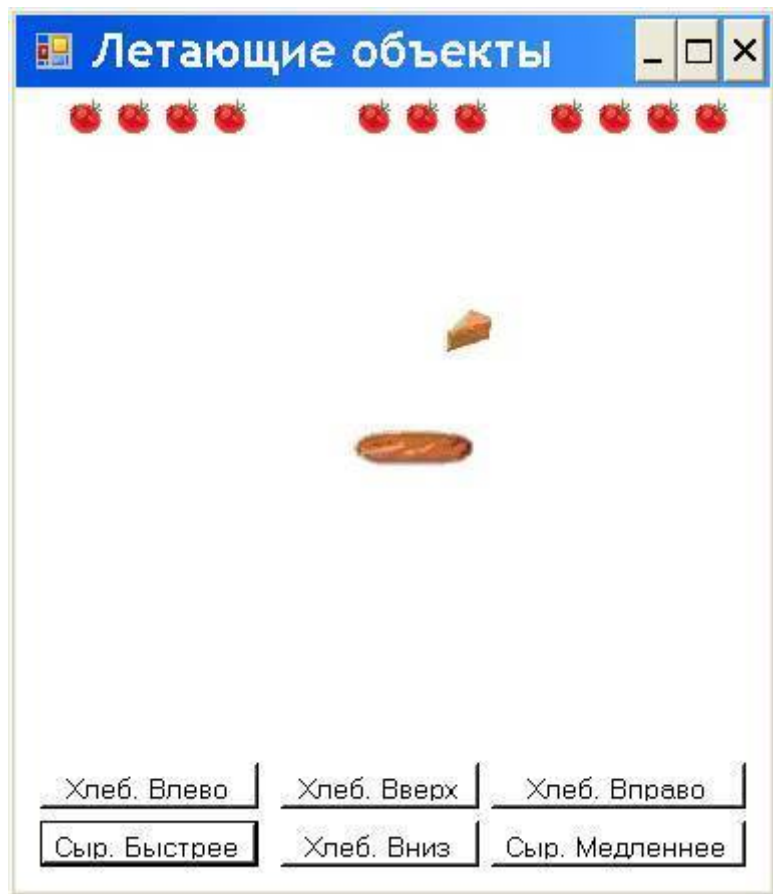 Летающие объекты
Хлеб. Влево Хлеб. Вверх Хлеб. Вправо
Сыр. Быстрее Хлеб. Вниз Сыр. Медленнее